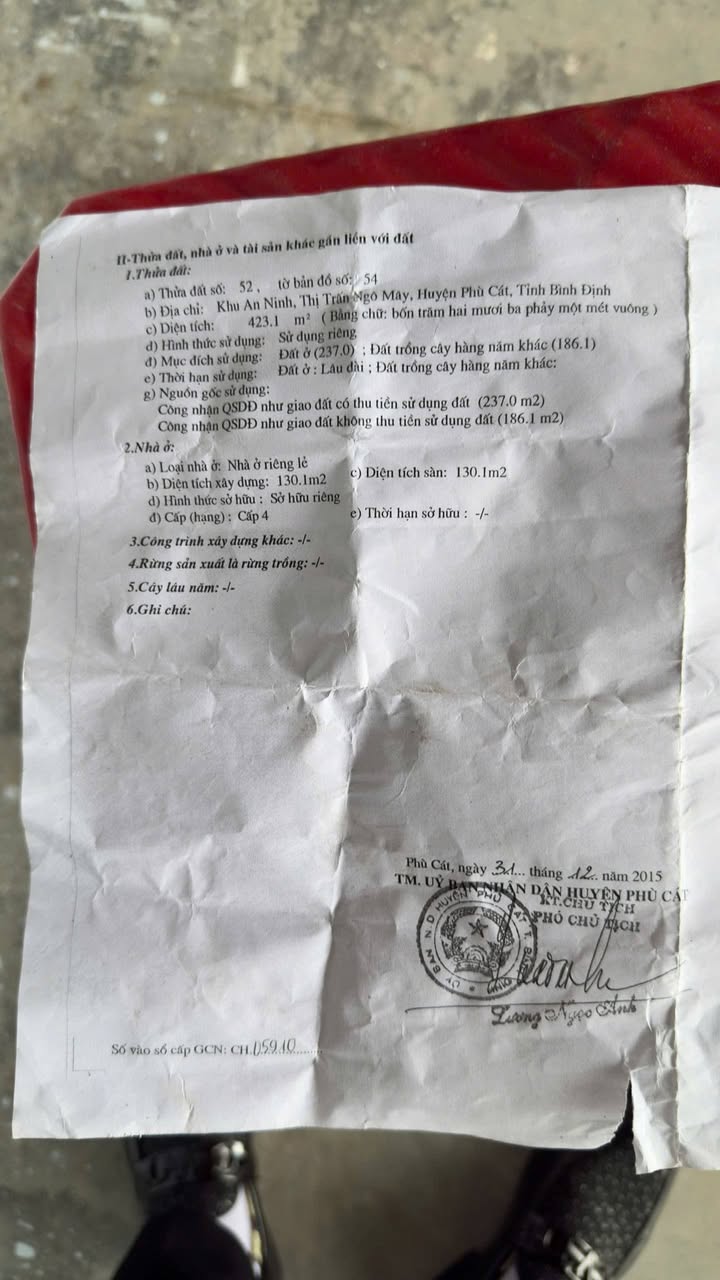 II-Thửa đất, nhà ở và tài sản khác gắn liền với đất
1.Thửa đất:
a) Thửa đất số: 52 , tờ bản đồ số: 54
b) Địa chỉ: Khu An Ninh, Thị Trấn Ngô Mây, Huyện Phù Cát, Tỉnh Bình Định
c) Diện tích: 423.1 m² ( Bằng chữ: bốn trăm hai mươi ba phảy một mét vuông )
d) Hình thức sử dụng: Sử dụng riêng
đ) Mục đích sử dụng: Đất ở (237.0) ; Đất trồng cây hàng năm khác (186.1)
e) Thời hạn sử dụng: Đất ở : Lâu dài ; Đất trồng cây hàng năm khác:
g) Nguồn gốc sử dụng:
Công nhận QSDĐ như giao đất có thu tiền sử dụng đất (237.0 m2)
Công nhận QSDĐ như giao đất không thu tiền sử dụng đất (186.1 m2)
2.Nhà ở:
a) Loại nhà ở: Nhà ở riêng lẻ
b) Diện tích xây dựng: 130.1m2 c) Diện tích sàn: 130.1m2
d) Hình thức sở hữu : Sở hữu riêng
đ) Cấp (hạng) : Cấp 4 e) Thời hạn sở hữu : -/-
3.Công trình xây dựng khác: -/-
4.Rừng sản xuất là rừng trồng: -/-
5.Cây lâu năm: -/-
6.Ghi chú:
Phù Cát, ngày 31... tháng .12.. năm 2015
TM. UỶ BAN NHÂN DÂN HUYỆN PHÙ CÁT
KT.CHỦ TỊCH
PHÓ CHỦ TỊCH
Lương Ngọc Anh
Số vào sổ cấp GCN: CH.05910......